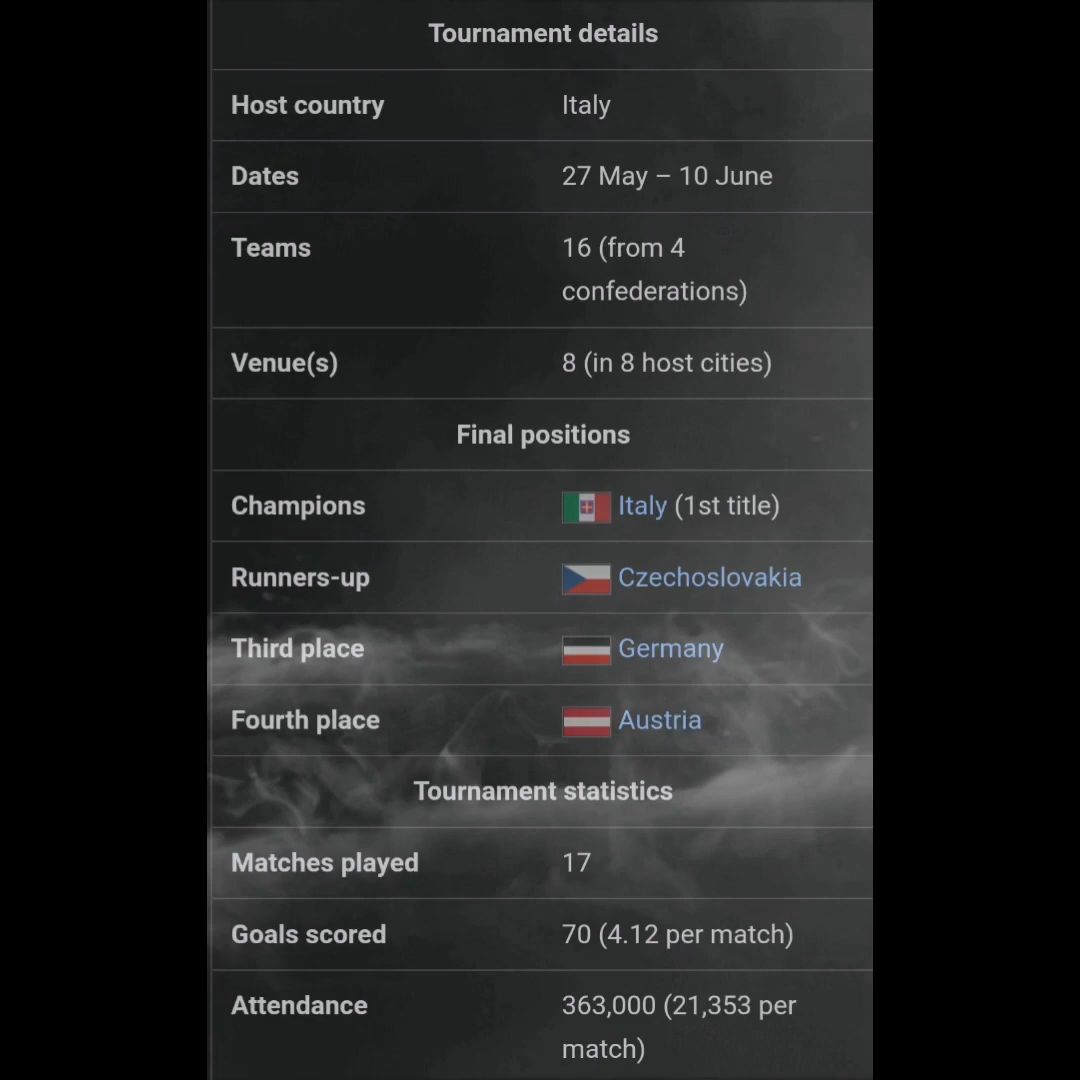 Tournament details
Host country Italy
Dates 27 May – 10 June
Teams 16 (from 4
confederations)
Venue(s) 8 (in 8 host cities)
Final positions
Champions Italy (1st title)
Runners-up Czechoslovakia
Third place Germany
Fourth place Austria
Tournament statistics
Matches played 17
Goals scored 70 (4.12 per match)
Attendance 363,000 (21,353 per
match)